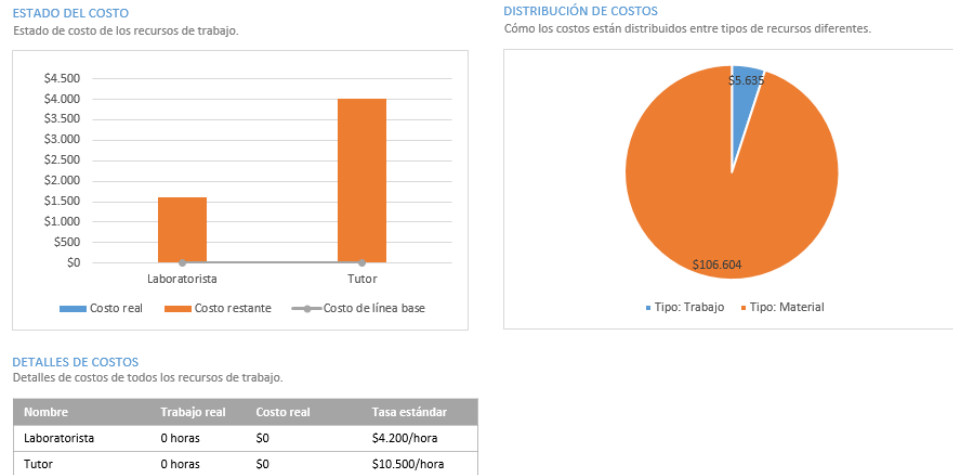 ESTADO DEL COSTO
Estado de costo de los recursos de trabajo.
$4.500
$4.000
$3.500
$3.000
$2.500
$2.000
$1.500
$1.000
$500
$0
Laboratorista Tutor
Costo real Costo restante Costo de línea base
DISTRIBUCIÓN DE COSTOS
Cómo los costos están distribuidos entre tipos de recursos diferentes.
$5.635
$106.604
Tipo: Trabajo Tipo: Material
DETALLES DE COSTOS
Detalles de costos de todos los recursos de trabajo.
Nombre Trabajo real Costo real Tasa estándar
Laboratorista 0 horas $0 $4.200/hora
Tutor 0 horas $0 $10.500/hora